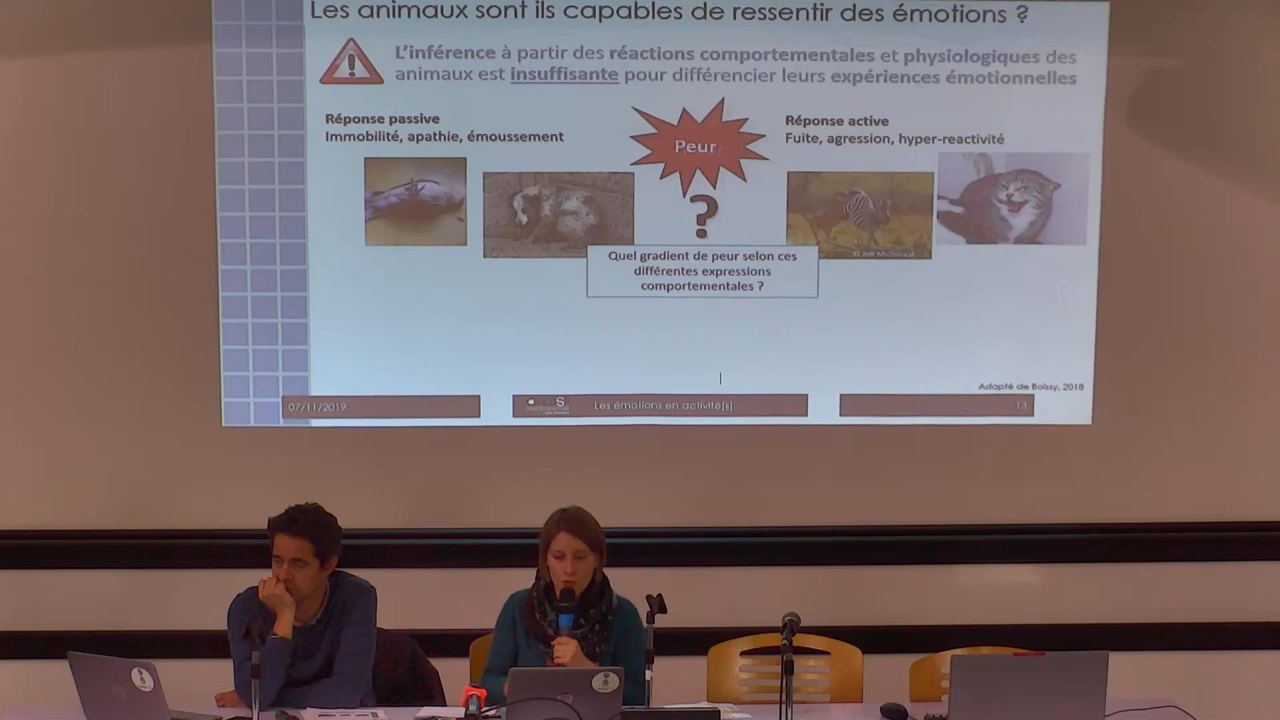 Les animaux sont ils capables de ressentir des émotions ?
L'inférence à partir des réactions comportementales et physiologiques des
animaux est insuffisante pour différencier leurs expériences émotionnelles
Réponse passive
Immobilité, apathie, émoussement
Peur
Réponse active
Fuite, agression, hyper-reactivité
?
Quel gradient de peur selon ces
différentes expressions
comportementales ?
Adapté de Boissy, 2018
07/11/2019
Les émotions en activité(s)
13